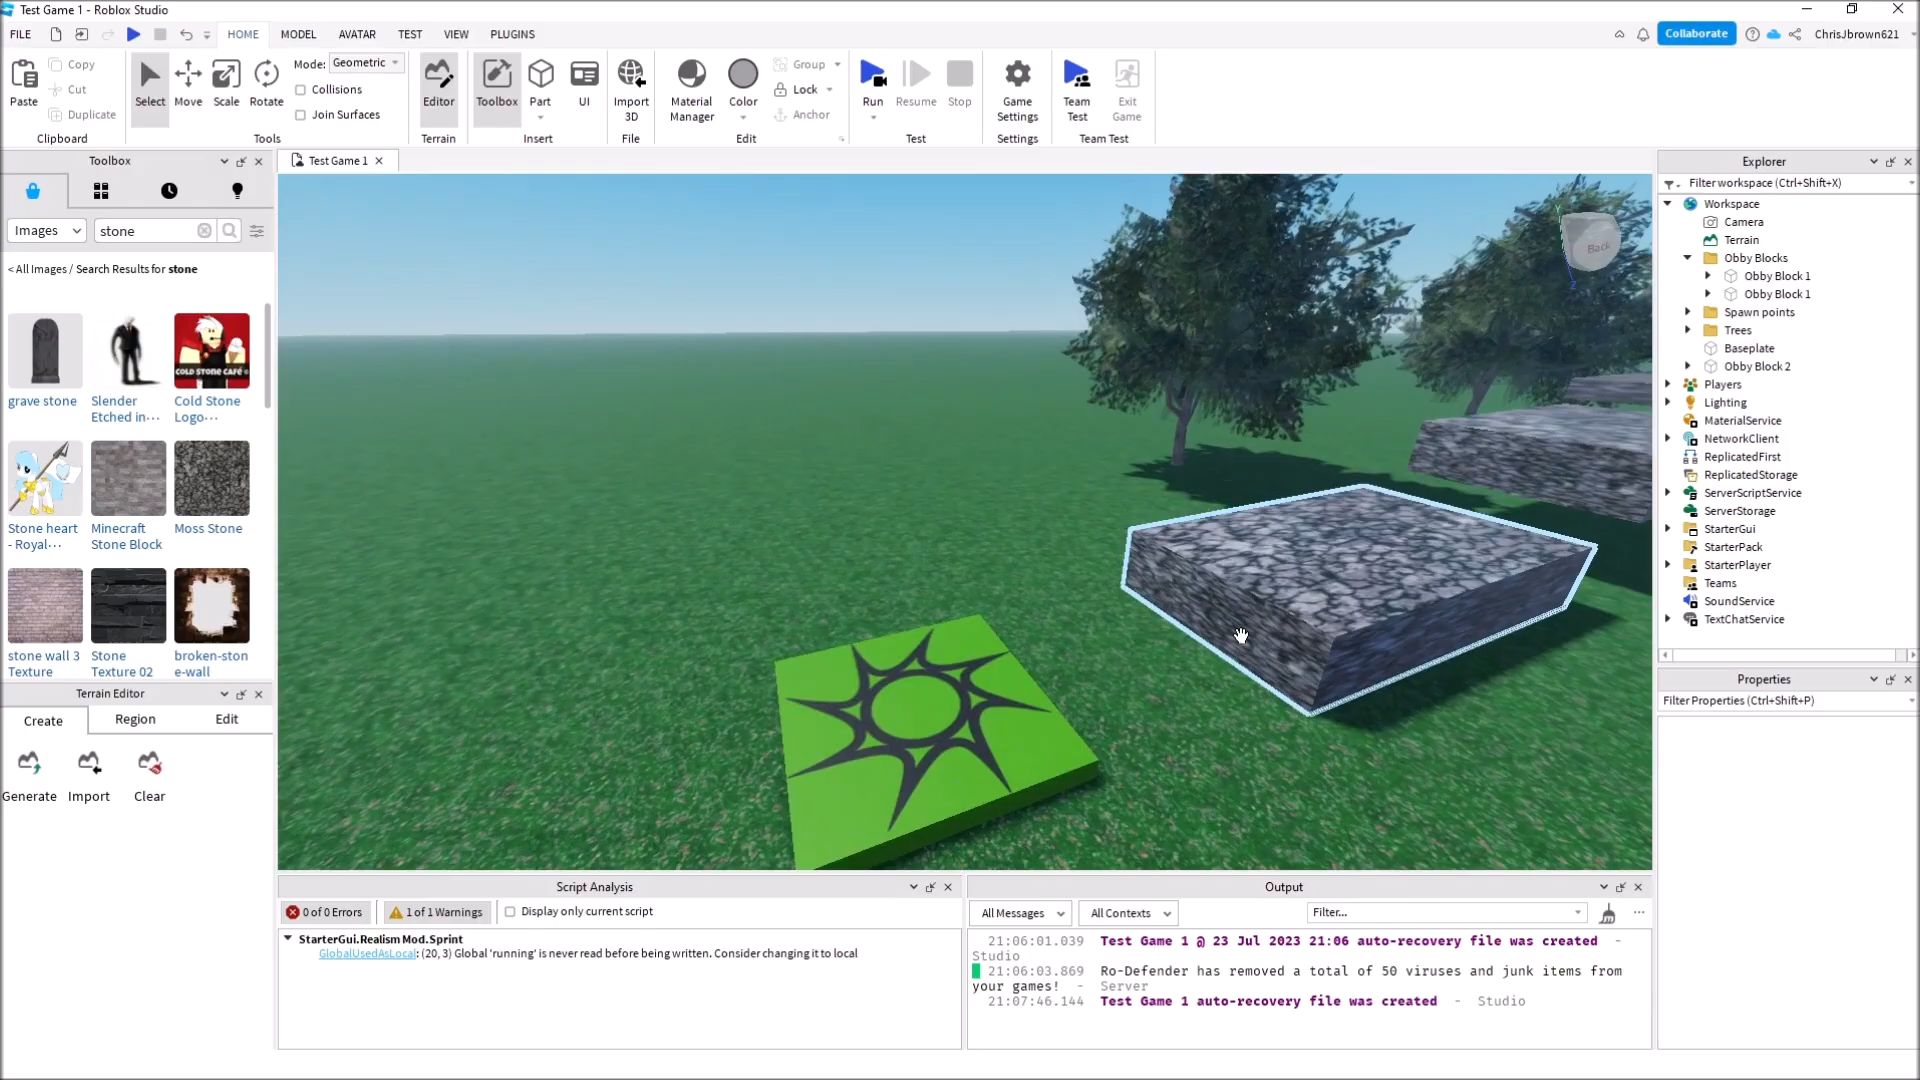 Test Game 1 - Roblox Studio
FILE HOME MODEL AVATAR TEST VIEW PLUGINS Collaborate ChrisJbrown621
Paste Copy Cut Duplicate
Clipboard
Select Move Scale Rotate Mode: Geometric
Collisions
Join Surfaces
Tools
Editor
Terrain
Toolbox Part UI
Insert
Import 3D
File
Material Manager Color Group Lock Anchor
Edit
Run Resume Stop
Test
Game Settings
Settings
Team Test Exit Game
Team Test
Toolbox
Images stone
< All Images / Search Results for stone
grave stone
Slender Etched in...
COLD STONE CAFÉ
Cold Stone Logo...
Stone heart - Royal...
Minecraft Stone Block
Moss Stone
stone wall 3 Texture
Stone Texture 02
broken-stone-wall
Terrain Editor
Create Region Edit
Generate Import Clear
Test Game 1
Back
Y
Z
Script Analysis
0 of 0 Errors 1 of 1 Warnings Display only current script
StarterGui.Realism Mod.Sprint
GlobalUsedAsLocal: (20, 3) Global 'running' is never read before being written. Consider changing it to local
Output
All Messages All Contexts Filter...
21:06:01.039 Test Game 1 @ 23 Jul 2023 21:06 auto-recovery file was created -
Studio
21:06:03.869 Ro-Defender has removed a total of 50 viruses and junk items from
your games! - Server
21:07:46.144 Test Game 1 auto-recovery file was created - Studio
Explorer
Filter workspace (Ctrl+Shift+X)
Workspace
Camera
Terrain
Obby Blocks
Obby Block 1
Obby Block 1
Spawn points
Trees
Baseplate
Obby Block 2
Players
Lighting
MaterialService
NetworkClient
ReplicatedFirst
ReplicatedStorage
ServerScriptService
ServerStorage
StarterGui
StarterPack
StarterPlayer
Teams
SoundService
TextChatService
Properties
Filter Properties (Ctrl+Shift+P)